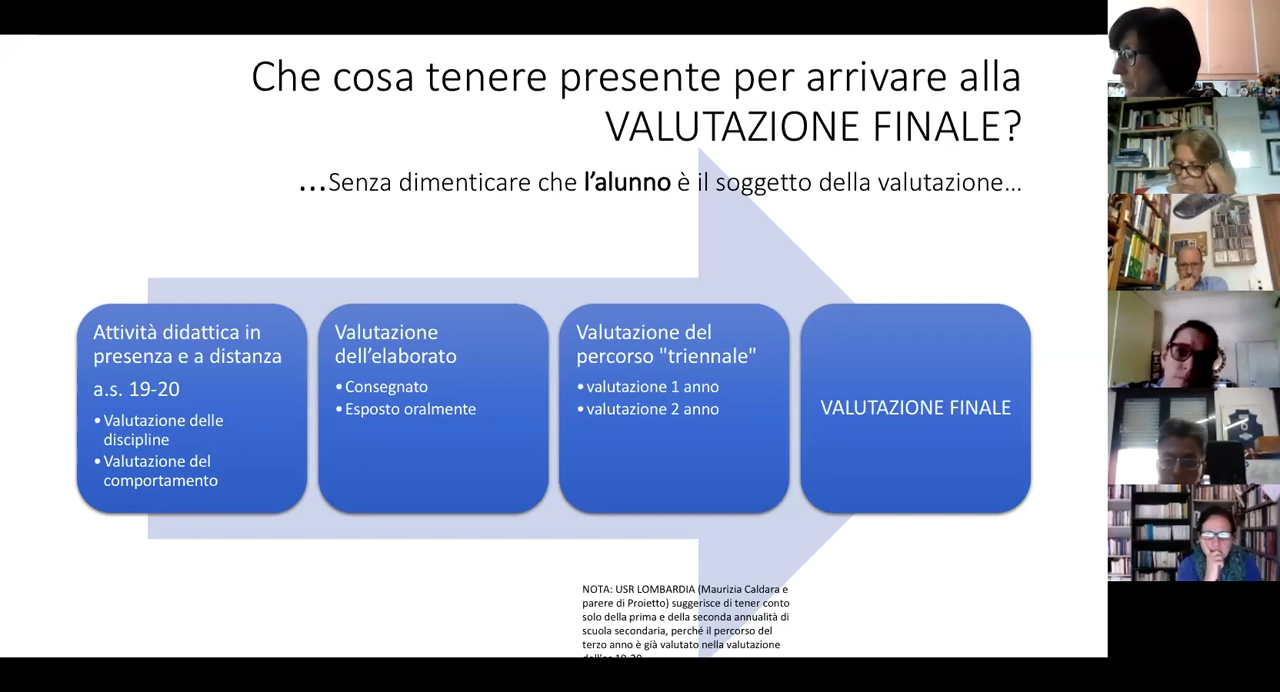 Che cosa tenere presente per arrivare alla
VALUTAZIONE FINALE?
...Senza dimenticare che l'alunno è il soggetto della valutazione...
Attività didattica in
presenza e a distanza
a.s. 19-20
• Valutazione delle
discipline
• Valutazione del
comportamento
Valutazione
dell'elaborato
• Consegnato
• Esposto oralmente
Valutazione del
percorso "triennale"
• valutazione 1 anno
• valutazione 2 anno
VALUTAZIONE FINALE
NOTA: USR LOMBARDIA (Maurizia Caldara e
parere di Proietto) suggerisce di tener conto
solo della prima e della seconda annualità di
scuola secondaria, perché il percorso del
terzo anno è già valutato nella valutazione